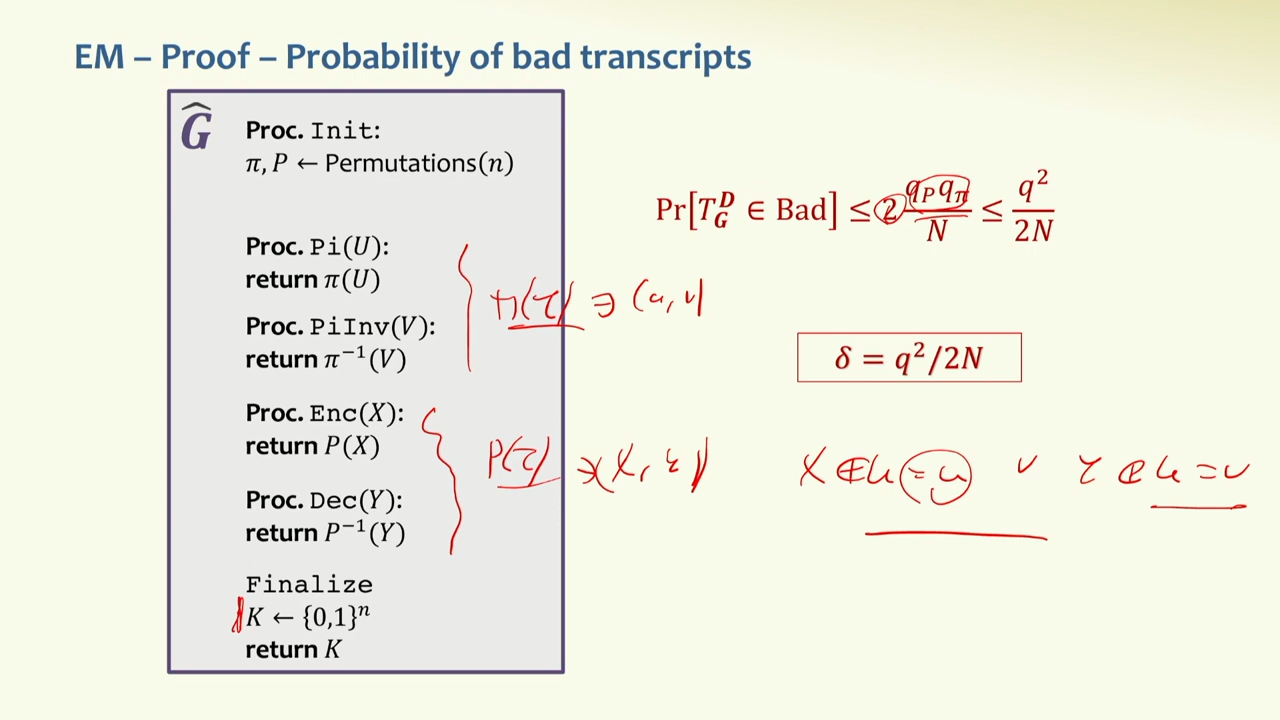 EM – Proof – Probability of bad transcripts
Ĝ
Proc. Init:
π, P ← Permutations(n)
Proc. Pi(U):
return π(U)
Proc. PiInv(V):
return π⁻¹(V)
Proc. Enc(X):
return P(X)
Proc. Dec(Y):
return P⁻¹(Y)
Finalize
K ← {0,1}ⁿ
return K
Pr[T_G^D ∈ Bad] ≤ 2 q_P q_π / N ≤ q² / 2N
Π(τ) ∋ (u, v)
δ = q²/2N
P(τ) ∋ (X, Y)
X ⊕ k = u ∨ Y ⊕ k = v